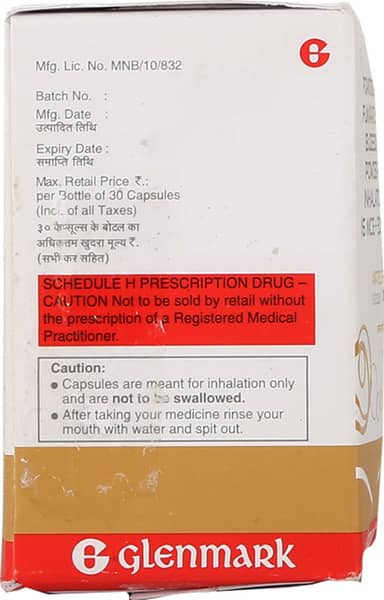 Mfg. Lic. No. MNB/10/832
Batch No. :
Mfg. Date :
उत्पादित तिथि
Expiry Date :
समाप्ति तिथि
Max. Retail Price ₹.:
per Bottle of 30 Capsules
(Incl. of all Taxes)
३० कैप्सूल्स के बोटल का
अधिकतम खुदरा मूल्य ₹.
(सभी कर सहित)
SCHEDULE H PRESCRIPTION DRUG –
CAUTION Not to be sold by retail without
the prescription of a Registered Medical
Practitioner.
Caution:
● Capsules are meant for inhalation only
and are not to be swallowed.
● After taking your medicine rinse your
mouth with water and spit out.
G glenmark